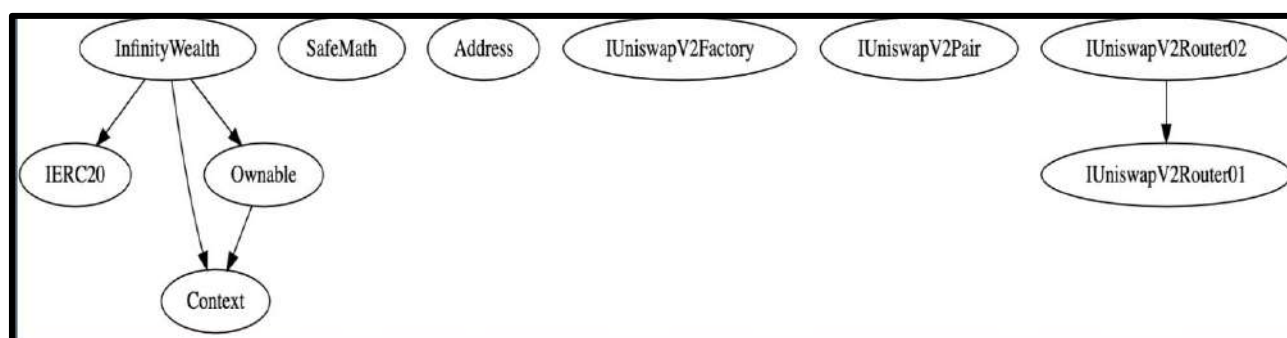 InfinityWealth SafeMath Address IUniswapV2Factory IUniswapV2Pair IUniswapV2Router02
IERC20 Ownable IUniswapV2Router01
Context